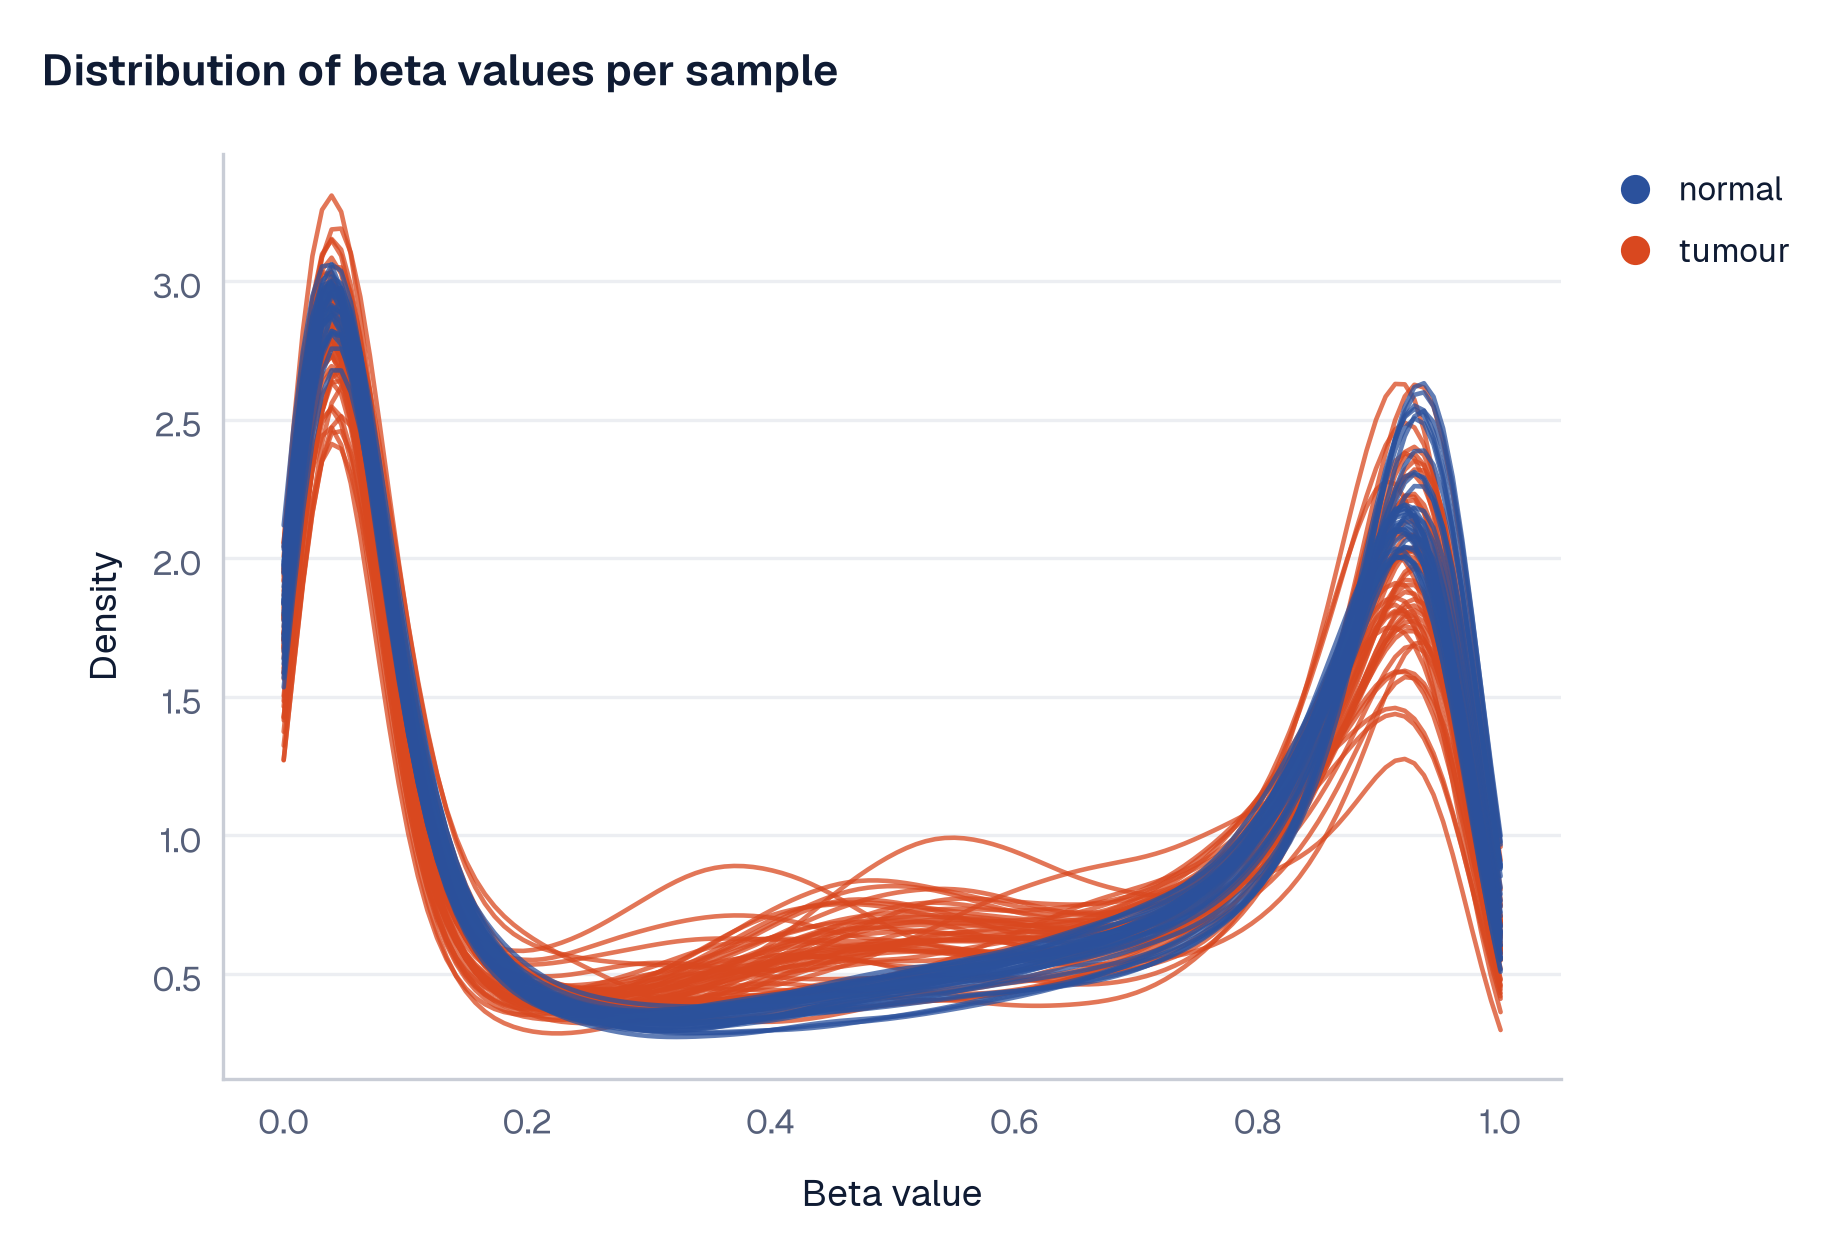 Distribution of beta values per sample
normal
tumour
3.0
2.5
2.0
1.5
1.0
0.5
Density
0.0 0.2 0.4 0.6 0.8 1.0
Beta value